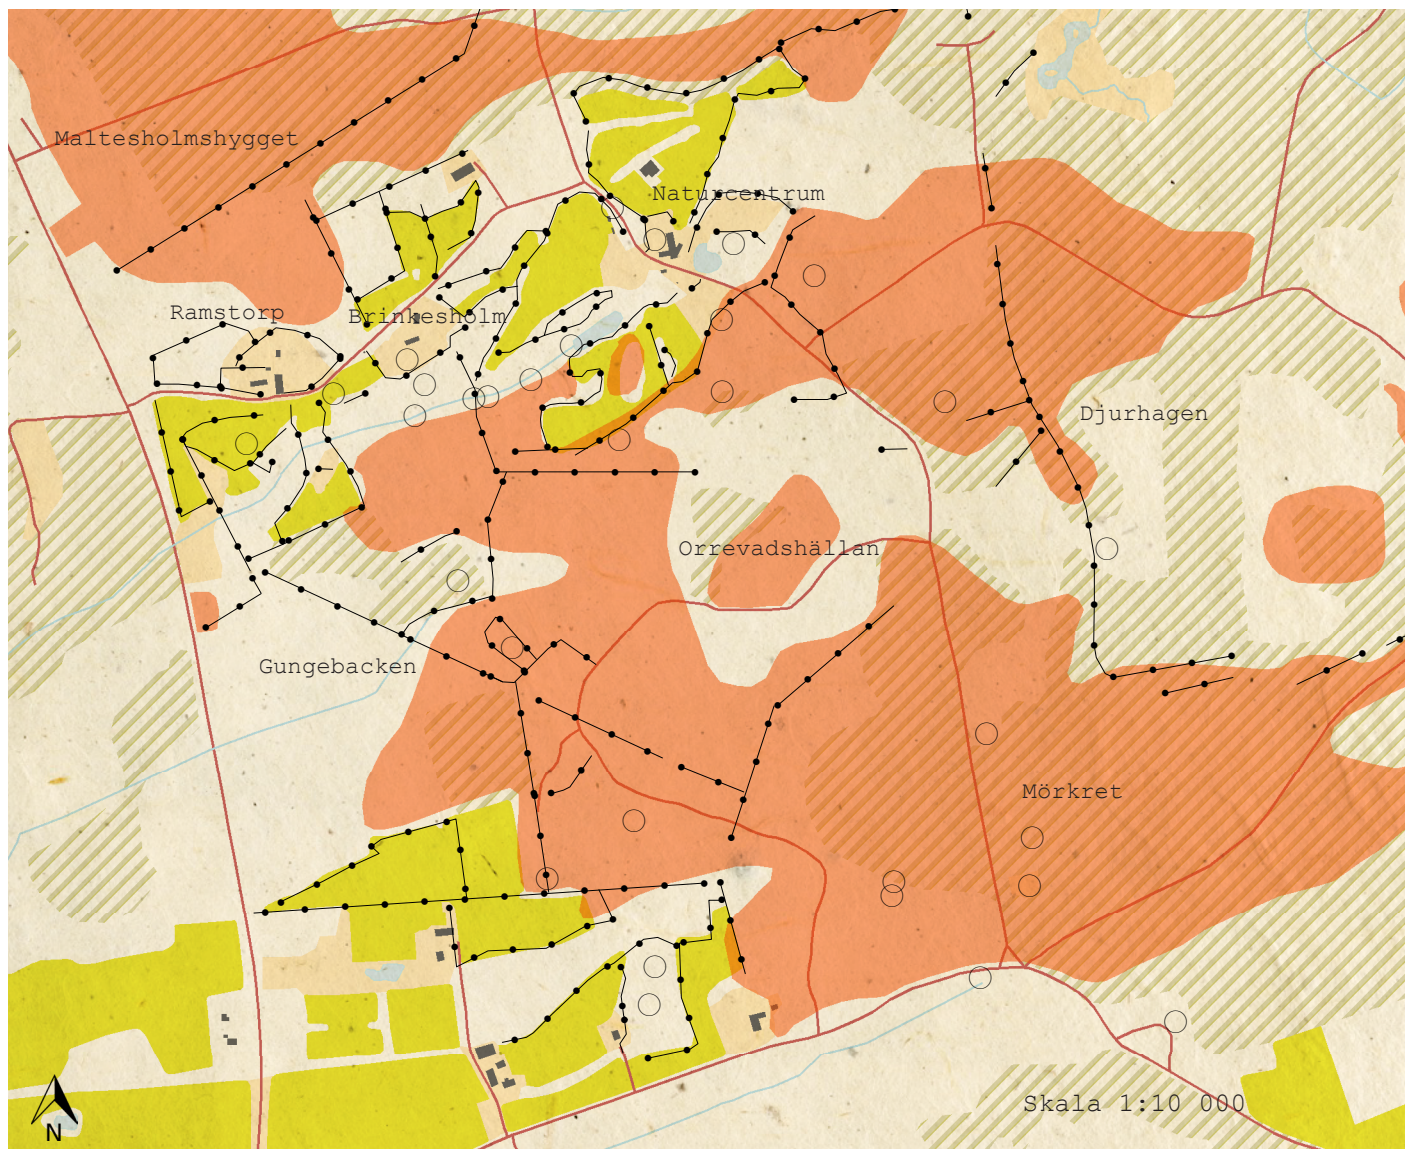 Maltesholmshygget
Naturcentrum
Ramstorp
Brinkesholm
Djurhagen
Orrevadshällan
Gungebacken
Mörkret
Skala 1:10 000
N